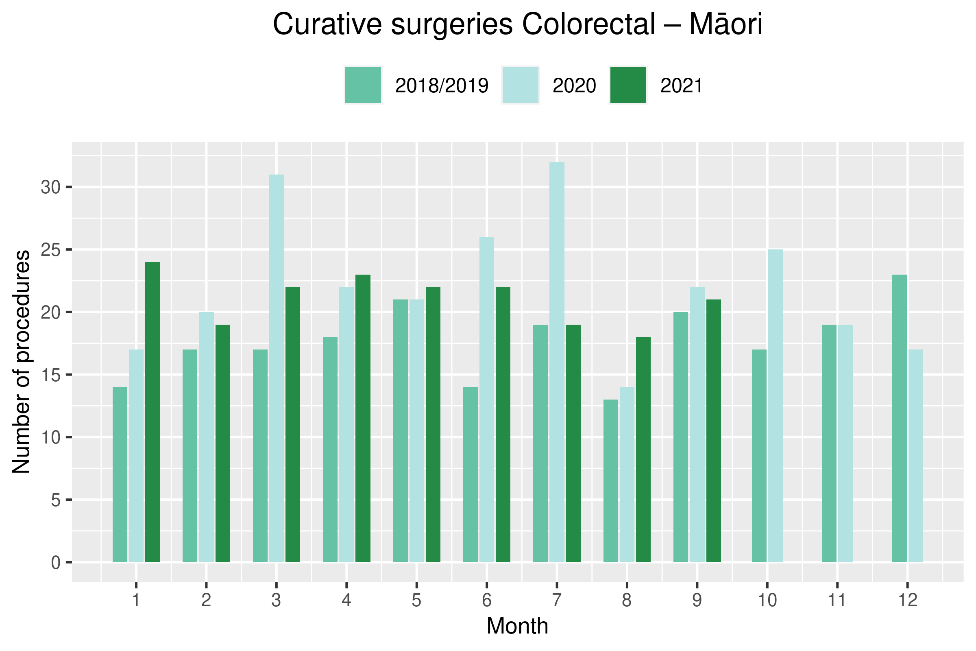 Curative surgeries Colorectal – Māori
2018/2019 2020 2021
Number of procedures
30
25
20
15
10
5
0
1 2 3 4 5 6 7 8 9 10 11 12
Month